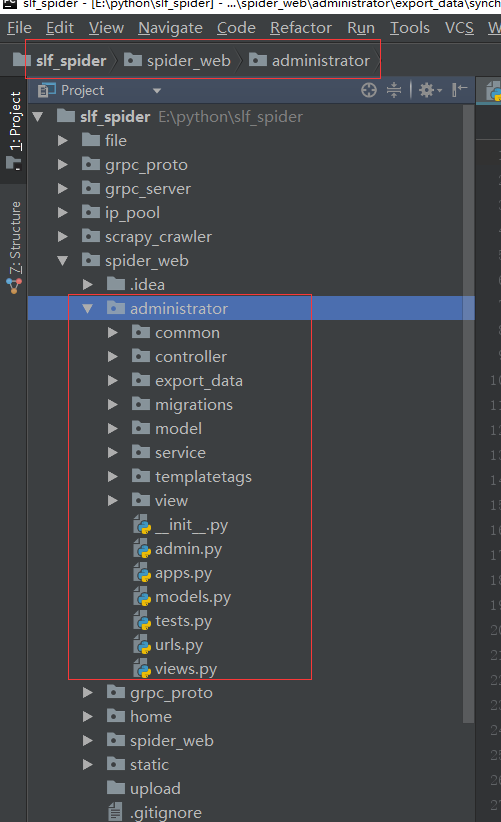 slf_spider - [E:\python\slf_spider] - ...\spider_web\administrator\export_data\synch
File Edit View Navigate Code Refactor Run Tools VCS
slf_spider spider_web administrator
1: Project
Project
slf_spider E:\python\slf_spider
file
grpc_proto
grpc_server
ip_pool
scrapy_crawler
spider_web
.idea
administrator
common
controller
export_data
migrations
model
service
templatetags
view
__init__.py
admin.py
apps.py
models.py
tests.py
urls.py
views.py
grpc_proto
home
spider_web
static
upload
.gitignore
7: Structure